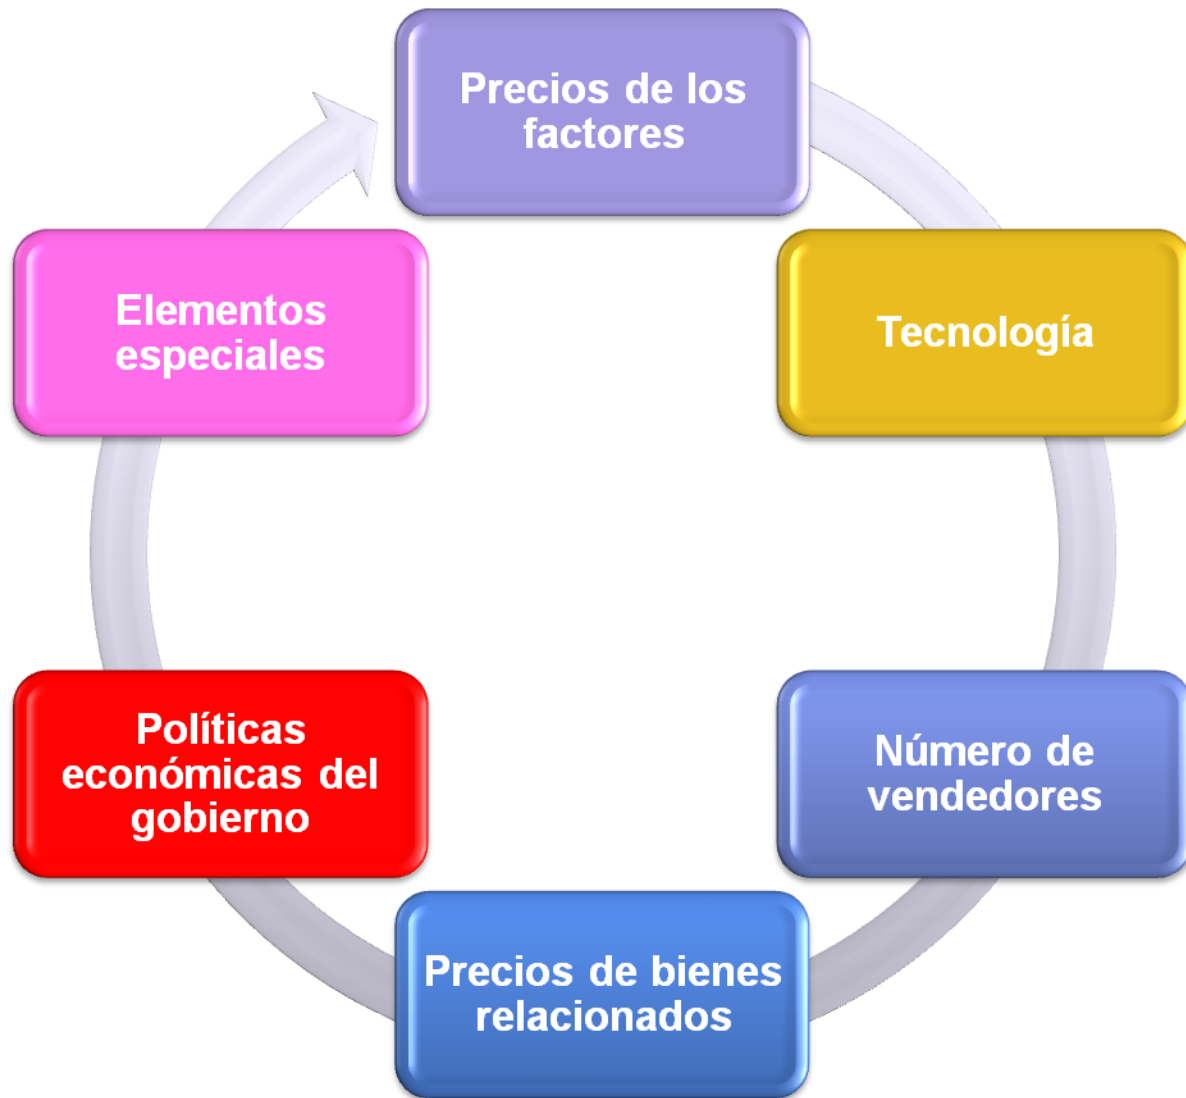 Precios de los
factores
Tecnología
Número de
vendedores
Precios de bienes
relacionados
Políticas
económicas del
gobierno
Elementos
especiales